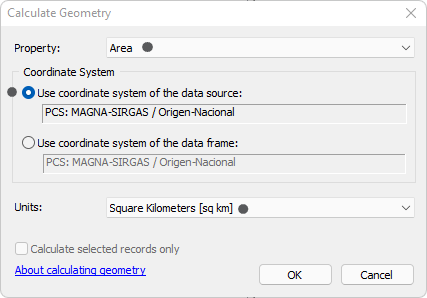 Calculate Geometry
Property: Area
Coordinate System
Use coordinate system of the data source:
PCS: MAGNA-SIRGAS / Origen-Nacional
Use coordinate system of the data frame:
PCS: MAGNA-SIRGAS / Origen-Nacional
Units: Square Kilometers [sq km]
Calculate selected records only
About calculating geometry
OK Cancel